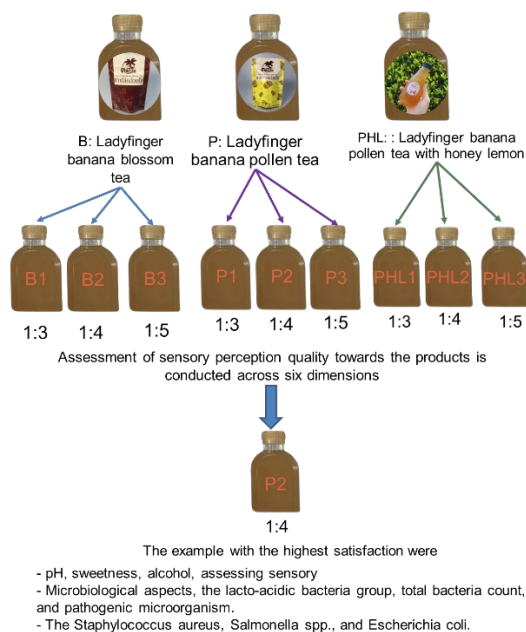 B: Ladyfinger
banana blossom
tea
P: Ladyfinger
banana pollen tea
PHL: : Ladyfinger banana
pollen tea with honey lemon
B1 B2 B3 P1 P2 P3 PHL1 PHL2 PHL3
1:3 1:4 1:5 1:3 1:4 1:5 1:3 1:4 1:5
Assessment of sensory perception quality towards the products is
conducted across six dimensions
P2
1:4
The example with the highest satisfaction were
- pH, sweetness, alcohol, assessing sensory
- Microbiological aspects, the lacto-acidic bacteria group, total bacteria count,
and pathogenic microorganism.
- The Staphylococcus aureus, Salmonella spp., and Escherichia coli.